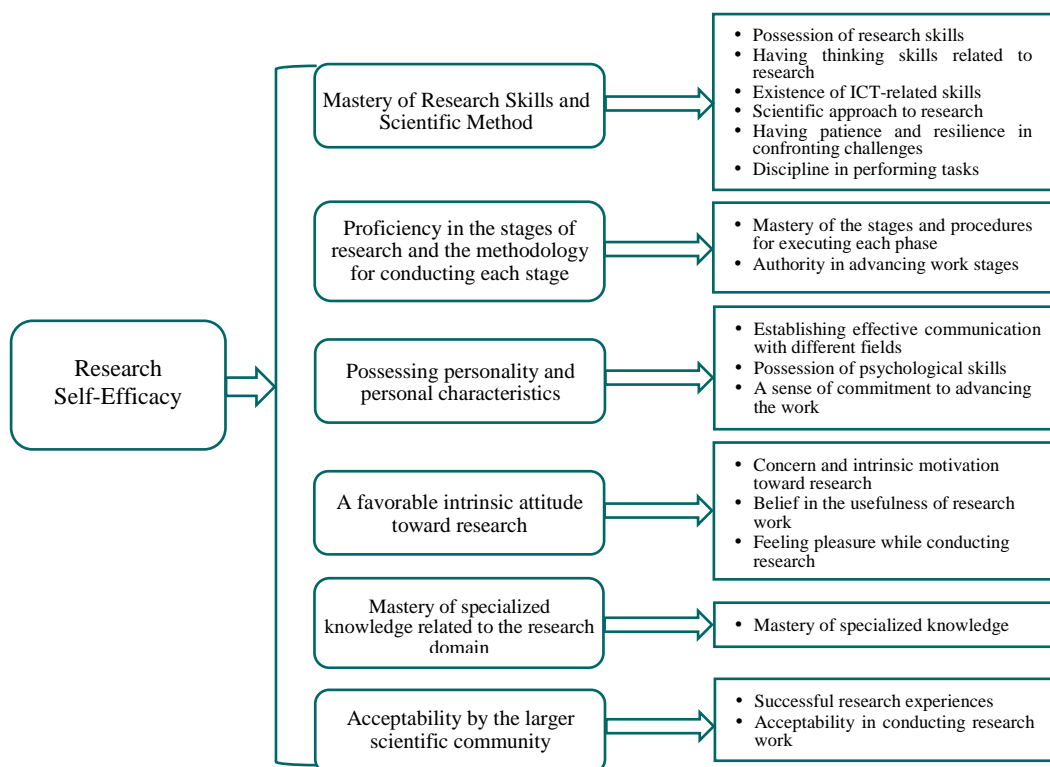 Research
Self-Efficacy
Mastery of Research Skills and
Scientific Method
• Possession of research skills
• Having thinking skills related to
research
• Existence of ICT-related skills
• Scientific approach to research
• Having patience and resilience in
confronting challenges
• Discipline in performing tasks
Proficiency in the stages of
research and the methodology
for conducting each stage
• Mastery of the stages and procedures
for executing each phase
• Authority in advancing work stages
Possessing personality and
personal characteristics
• Establishing effective communication
with different fields
• Possession of psychological skills
• A sense of commitment to advancing
the work
A favorable intrinsic attitude
toward research
• Concern and intrinsic motivation
toward research
• Belief in the usefulness of research
work
• Feeling pleasure while conducting
research
Mastery of specialized
knowledge related to the research
domain
• Mastery of specialized knowledge
Acceptability by the larger
scientific community
• Successful research experiences
• Acceptability in conducting research
work